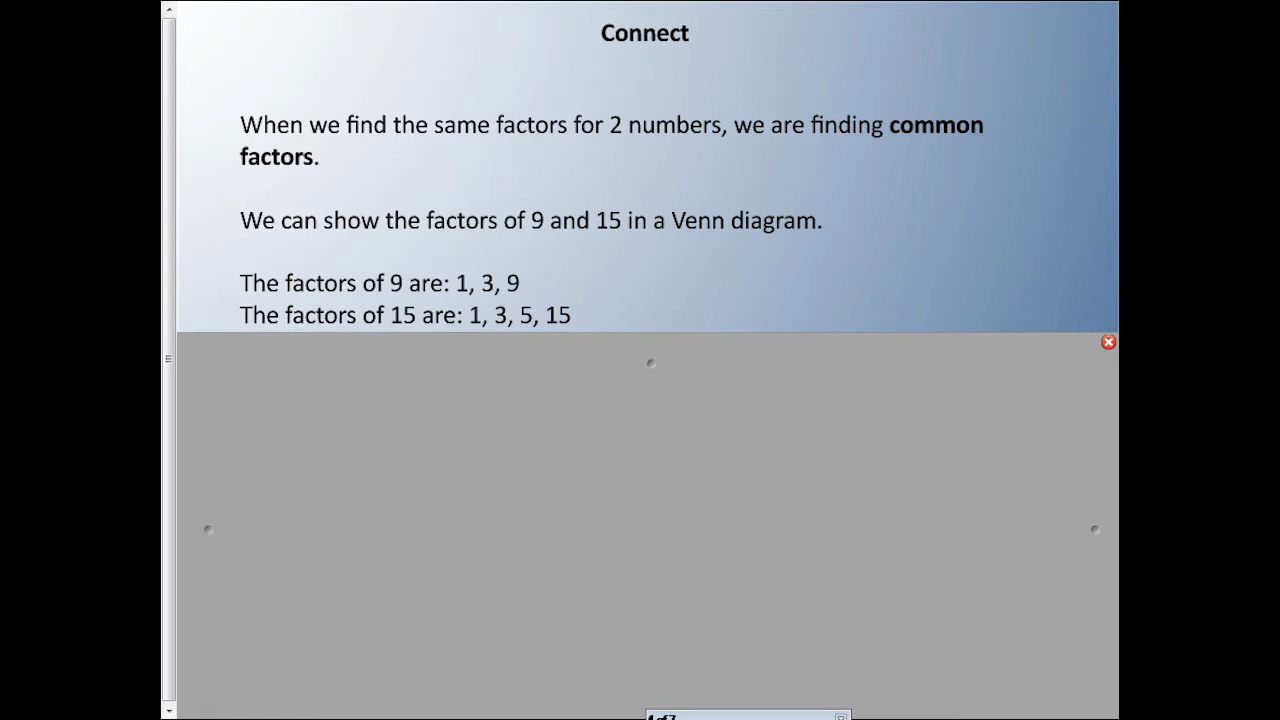 Connect
When we find the same factors for 2 numbers, we are finding common
factors.
We can show the factors of 9 and 15 in a Venn diagram.
The factors of 9 are: 1, 3, 9
The factors of 15 are: 1, 3, 5, 15